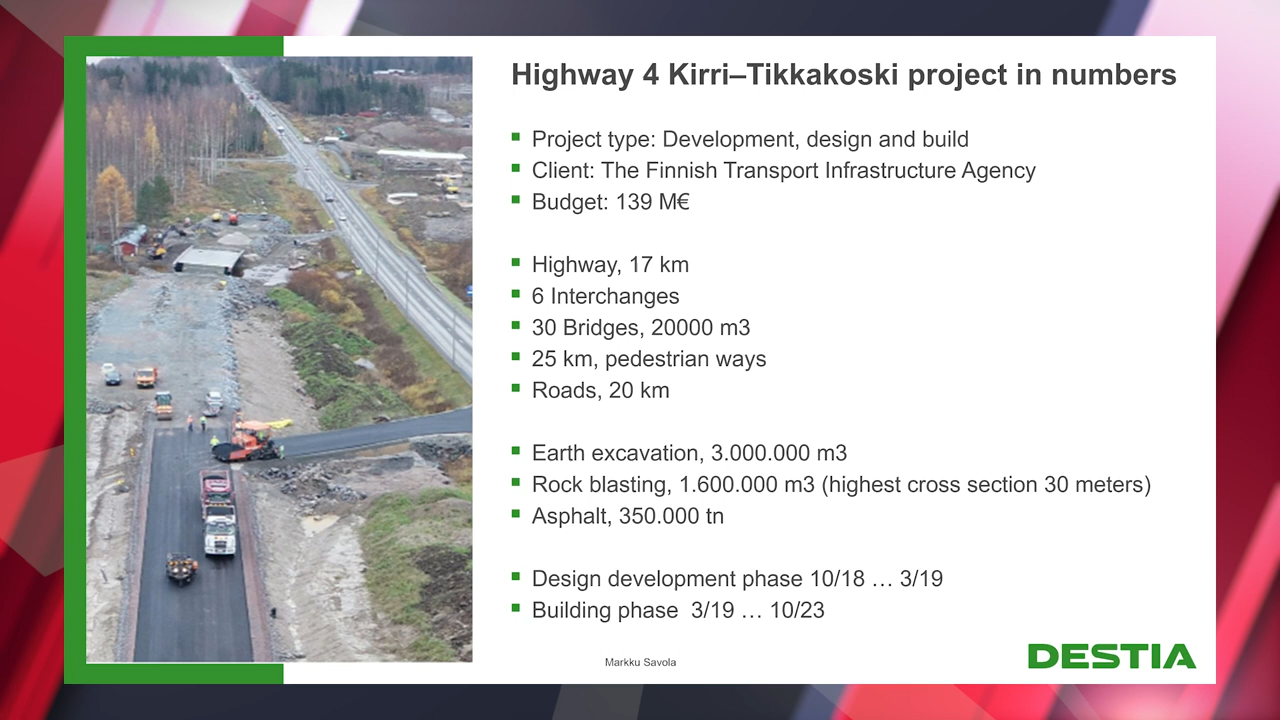 Highway 4 Kirri–Tikkakoski project in numbers
Project type: Development, design and build
Client: The Finnish Transport Infrastructure Agency
Budget: 139 M€
Highway, 17 km
6 Interchanges
30 Bridges, 20000 m3
25 km, pedestrian ways
Roads, 20 km
Earth excavation, 3.000.000 m3
Rock blasting, 1.600.000 m3 (highest cross section 30 meters)
Asphalt, 350.000 tn
Design development phase 10/18 … 3/19
Building phase  3/19 … 10/23
Markku Savola
DESTIA